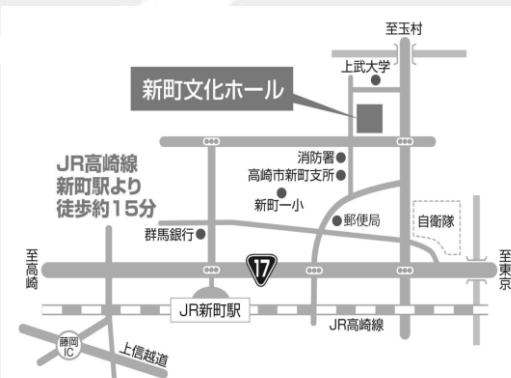 至玉村
上武大学
新町文化ホール
消防署
高崎市新町支所
JR高崎線
新町駅より
徒歩約15分
新町一小
郵便局
自衛隊
群馬銀行
至高崎
17
至東京
JR新町駅
JR高崎線
藤岡
IC
上信越道